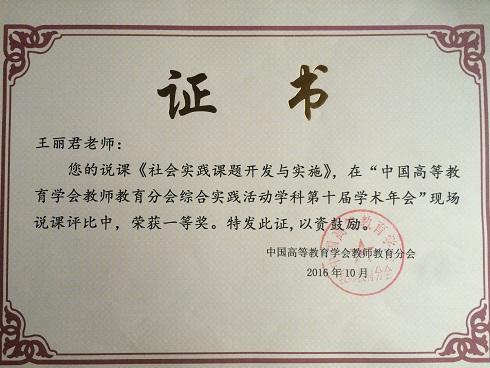 证 书
王丽君老师：
您的说课《社会实践课题开发与实施》，在“中国高等教
育学会教师教育分会综合实践活动学科第十届学术年会”现场
说课评比中，荣获一等奖。特发此证，以资鼓励。
中国高等教育学会教师教育分会
2016年10月